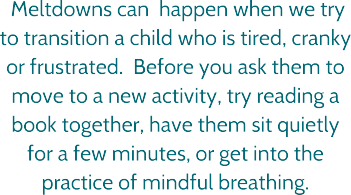 Meltdowns can happen when we try
to transition a child who is tired, cranky
or frustrated. Before you ask them to
move to a new activity, try reading a
book together, have them sit quietly
for a few minutes, or get into the
practice of mindful breathing.